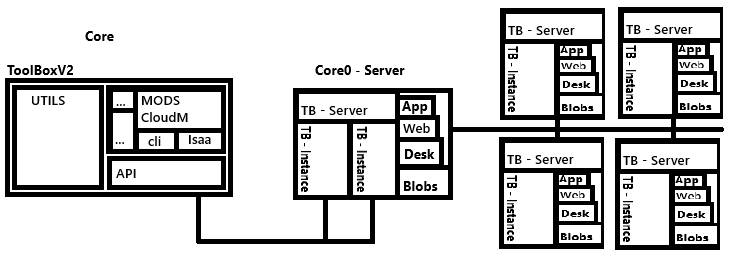 Core
ToolBoxV2
UTILS
...
MODS
CloudM
...
cli
Isaa
API
Core0 - Server
TB - Server
TB - Instance
TB - Instance
App
Web
Desk
Blobs
TB - Server
TB - Instance
App
Web
Desk
Blobs
TB - Server
TB - Instance
App
Web
Desk
Blobs
TB - Server
TB - Instance
App
Web
Desk
Blobs
TB - Server
TB - Instance
App
Web
Desk
Blobs